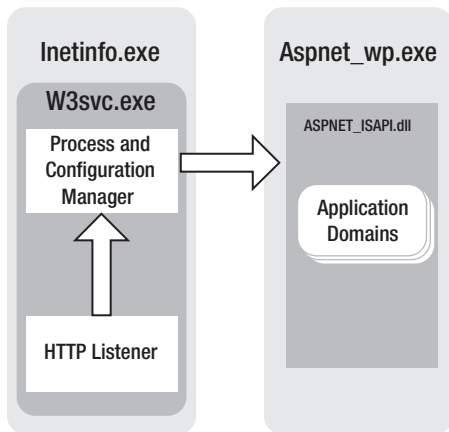 Inetinfo.exe
W3svc.exe
Process and
Configuration
Manager
HTTP Listener
Aspnet_wp.exe
ASPNET_ISAPI.dll
Application
Domains